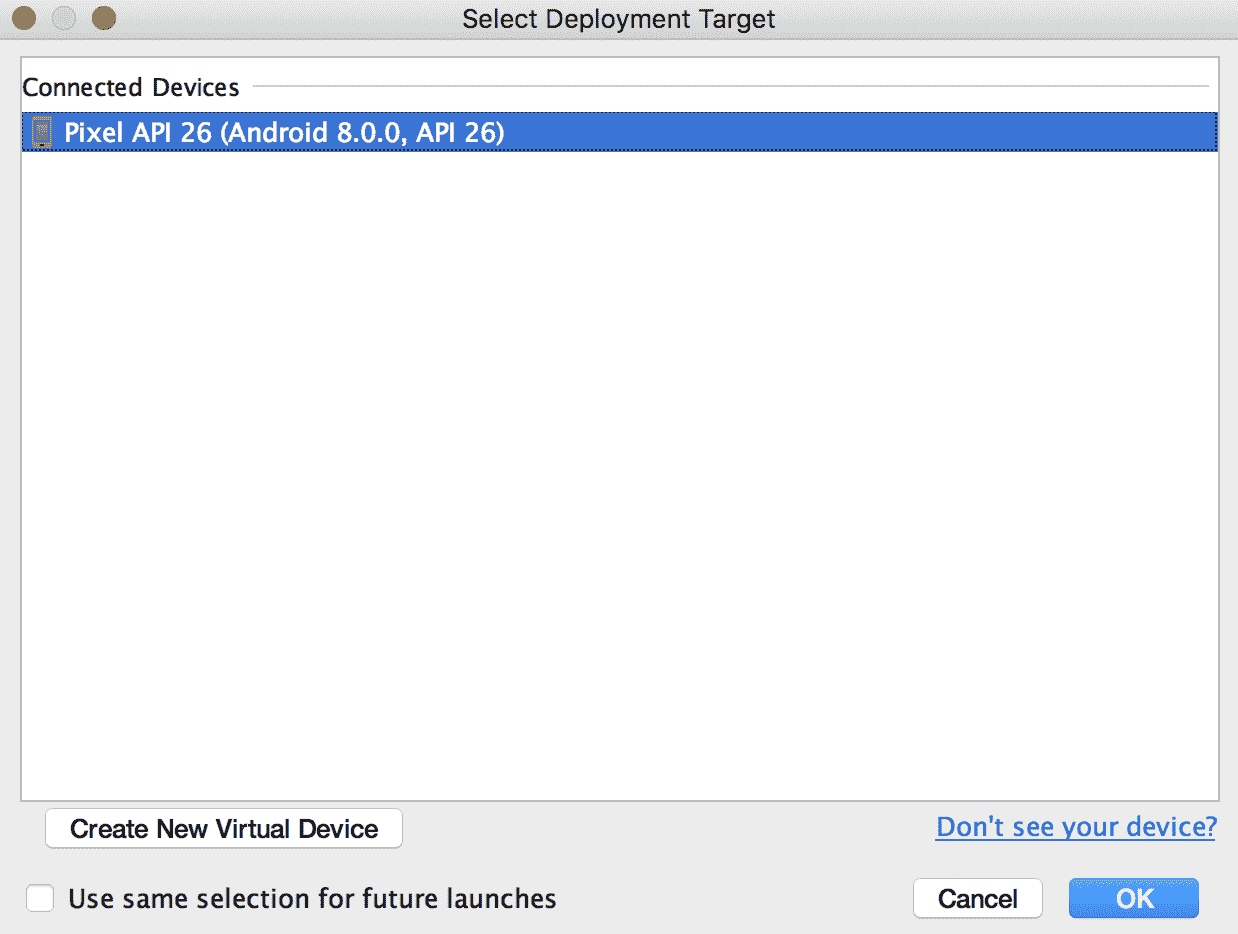 Select Deployment Target
Connected Devices
Pixel API 26 (Android 8.0.0, API 26)
Create New Virtual Device
Don't see your device?
Use same selection for future launches
Cancel
OK